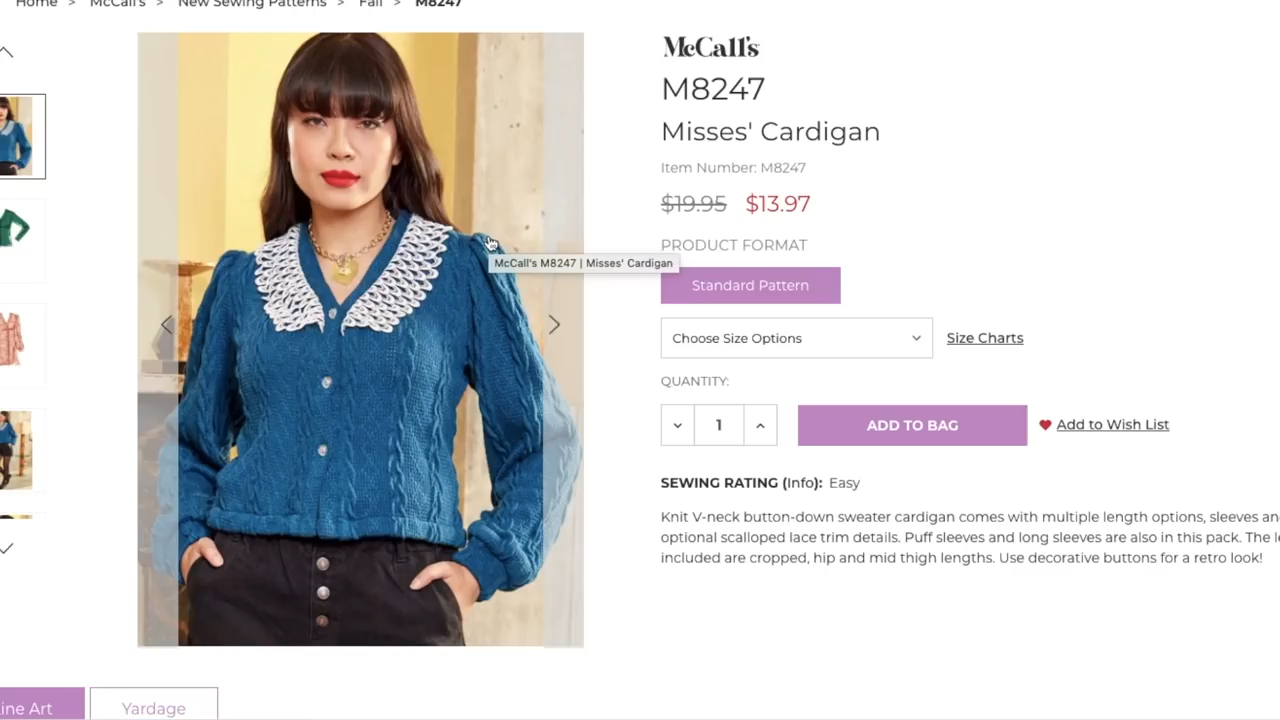 Home > McCall's > New Sewing Patterns > Fall > M8247
McCall's
M8247
Misses' Cardigan
Item Number: M8247
$19.95 $13.97
PRODUCT FORMAT
McCall's M8247 | Misses' Cardigan
Standard Pattern
Choose Size Options
Size Charts
QUANTITY:
1
ADD TO BAG
Add to Wish List
SEWING RATING (Info): Easy
Knit V-neck button-down sweater cardigan comes with multiple length options, sleeves an
optional scalloped lace trim details. Puff sleeves and long sleeves are also in this pack. The le
included are cropped, hip and mid thigh lengths. Use decorative buttons for a retro look!
ine Art
Yardage